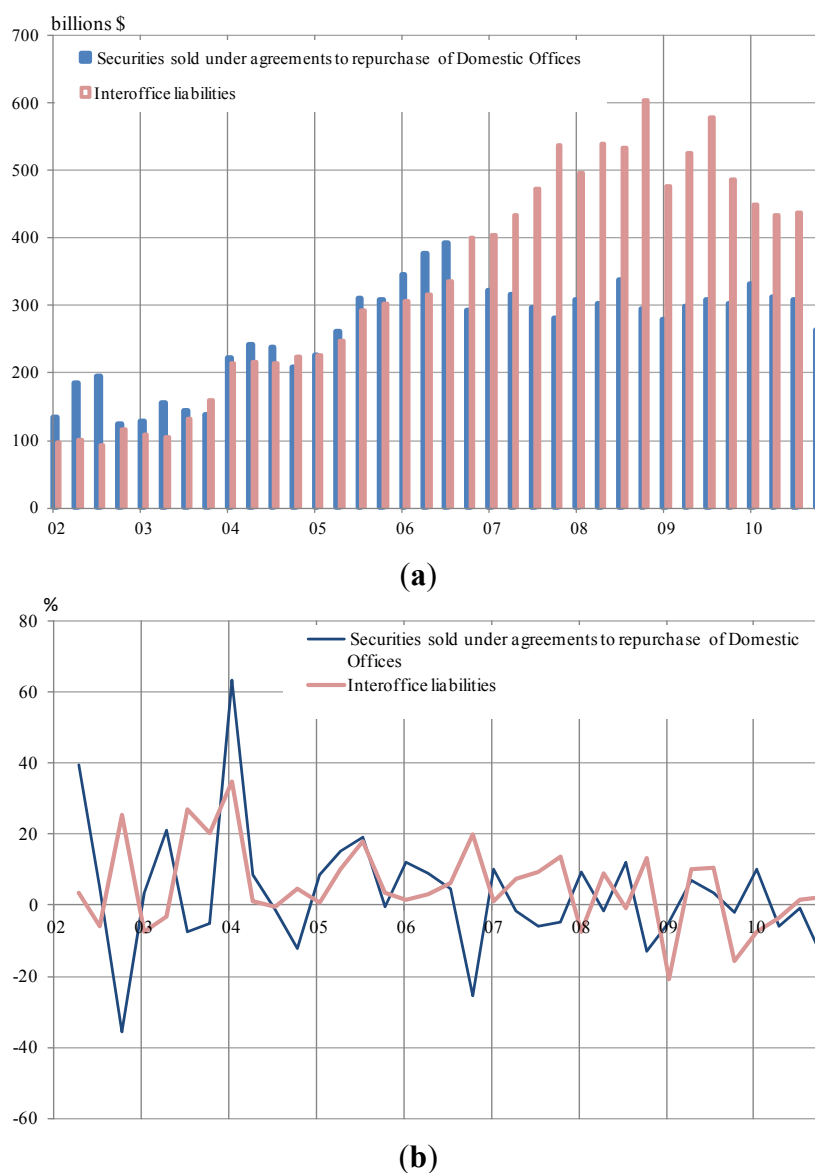 billions $
700
Securities sold under agreements to repurchase of Domestic Offices
Interoffice liabilities
600
500
400
300
200
100
0
02 03 04 05 06 07 08 09 10
(a)
%
80
Securities sold under agreements to repurchase of Domestic
Offices
Interoffice liabilities
60
40
20
0
02 03 04 05 06 07 08 09 10
-20
-40
-60
(b)